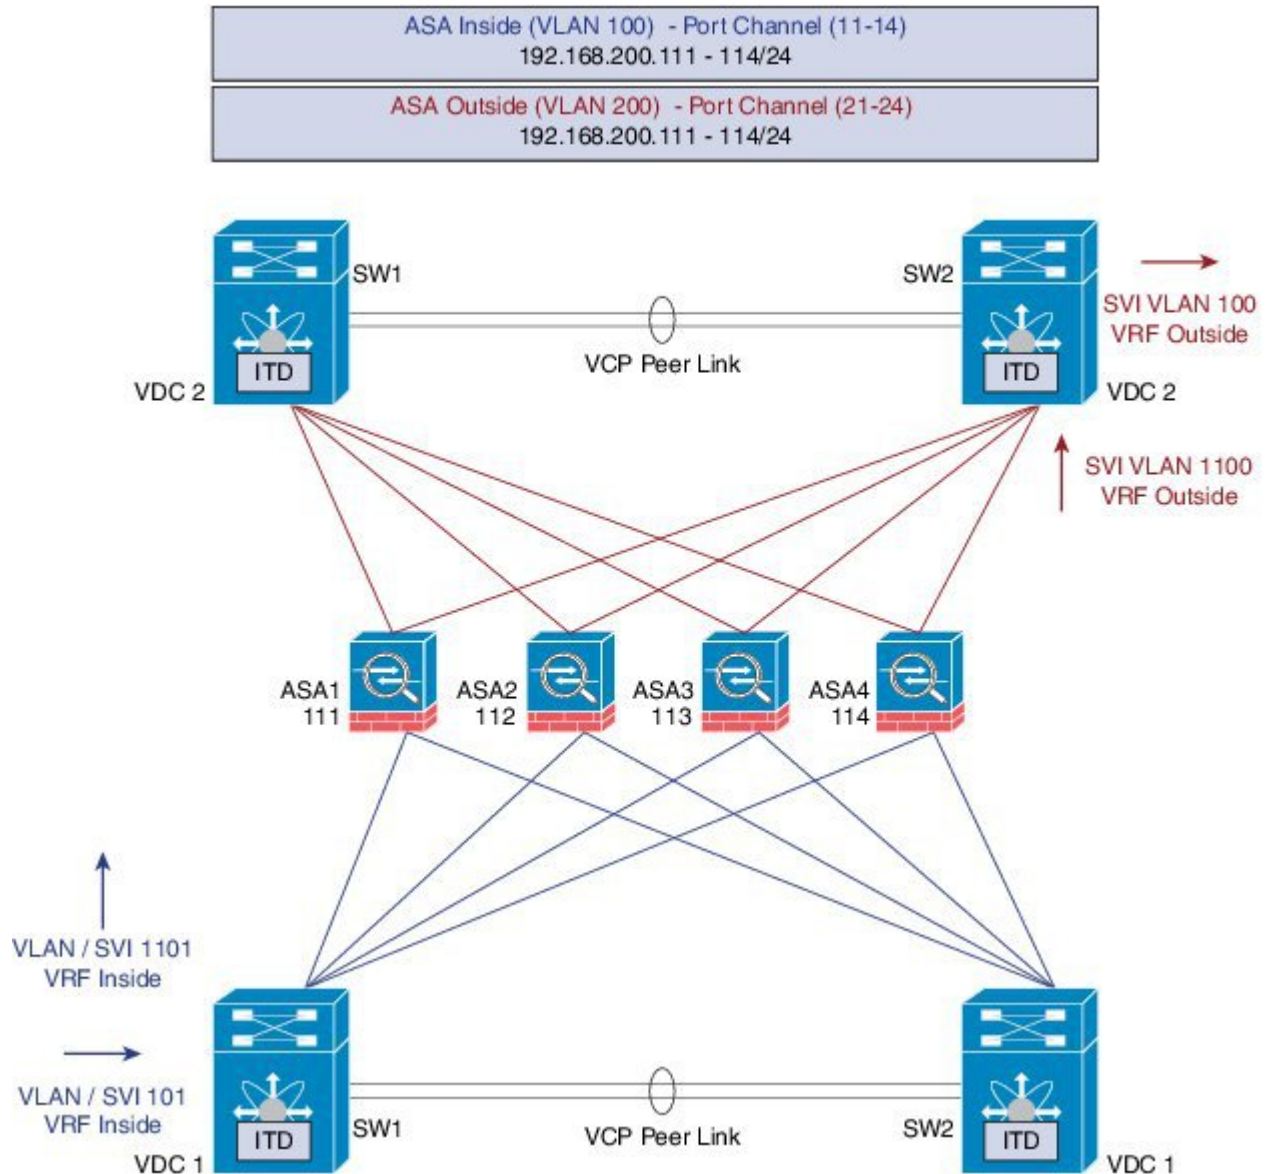 ASA Inside (VLAN 100)  - Port Channel (11-14)
192.168.200.111 - 114/24
ASA Outside (VLAN 200)  - Port Channel (21-24)
192.168.200.111 - 114/24
SW1
SW2
SVI VLAN 100
VRF Outside
VCP Peer Link
ITD
ITD
VDC 2
VDC 2
SVI VLAN 1100
VRF Outside
ASA1
111
ASA2
112
ASA3
113
ASA4
114
VLAN / SVI 1101
VRF Inside
VLAN / SVI 101
VRF Inside
SW1
SW2
VCP Peer Link
ITD
ITD
VDC 1
VDC 1